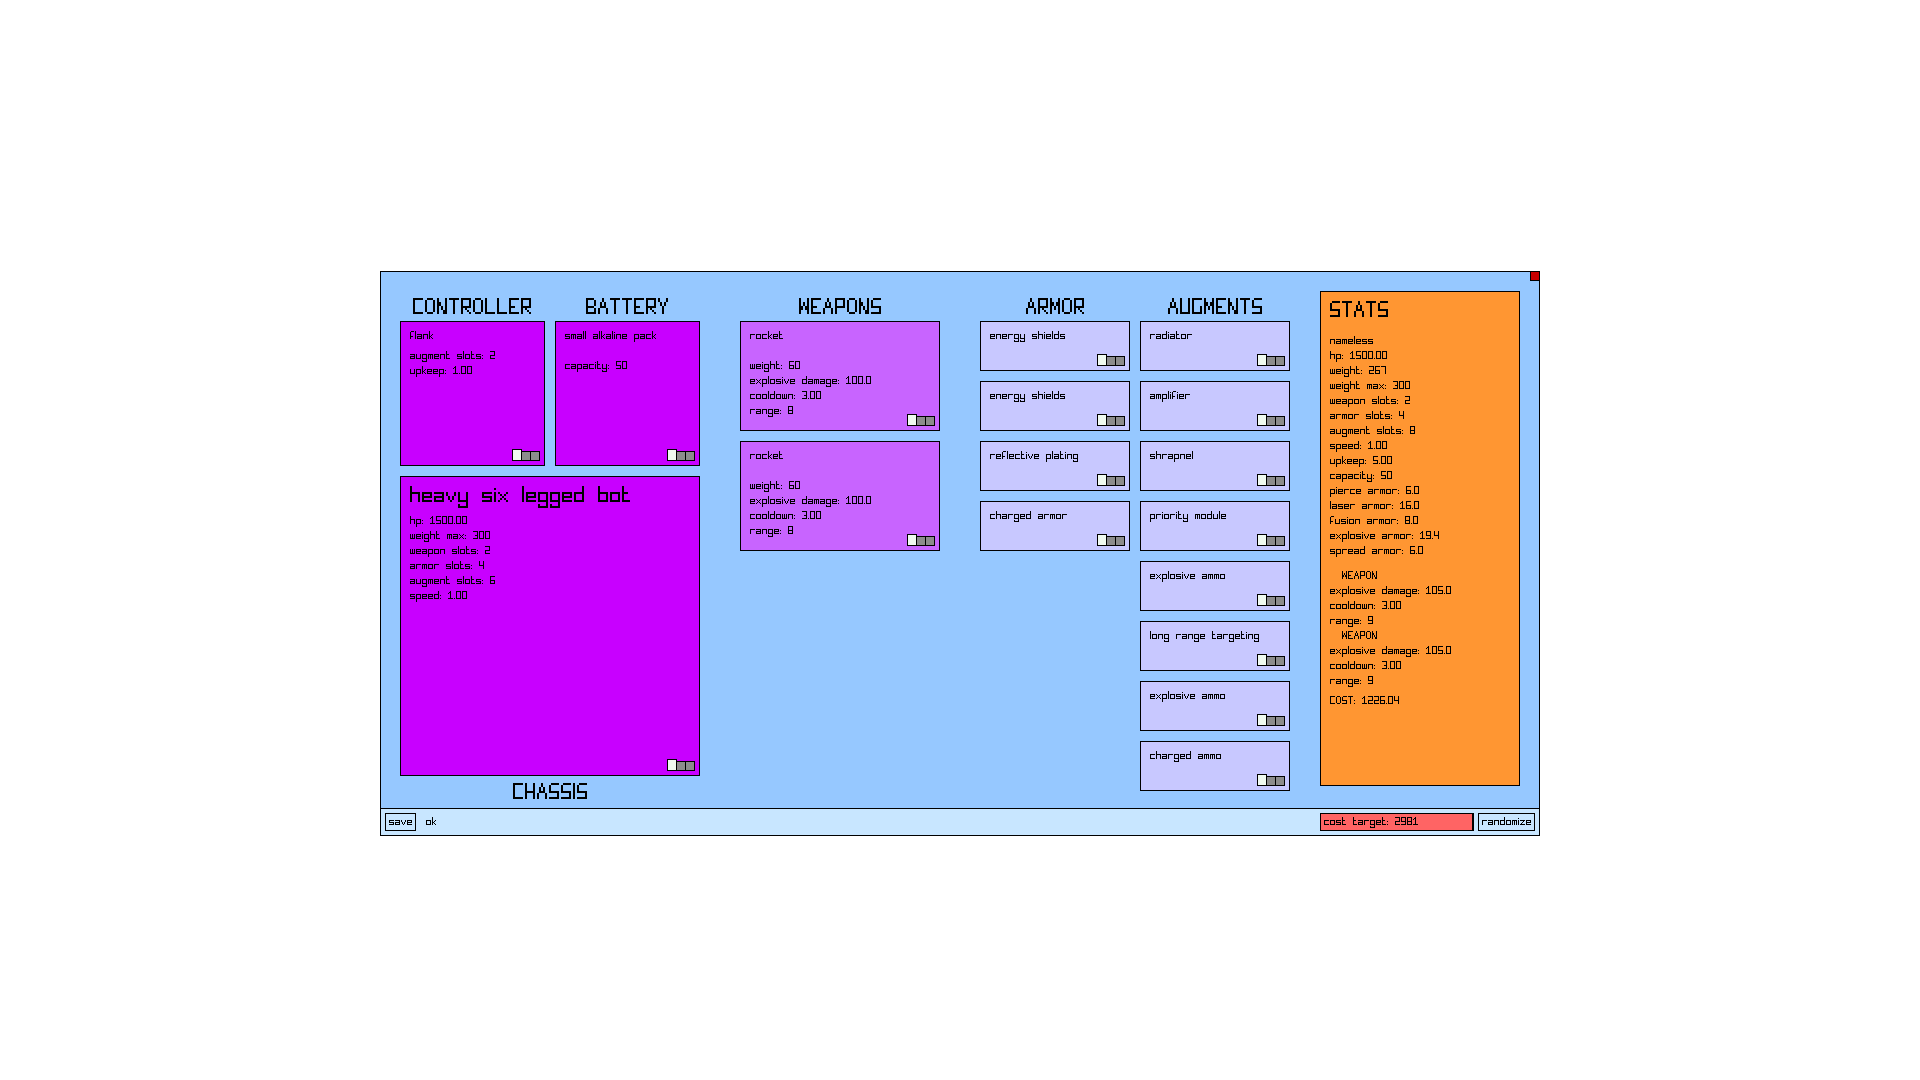 CONTROLLER
flank
augment slots: 2
upkeep: 1.00
BATTERY
small alkaline pack
capacity: 50
heavy six legged bot
hp: 1500.00
weight max: 300
weapon slots: 2
armor slots: 4
augment slots: 6
speed: 1.00
CHASSIS
WEAPONS
rocket
weight: 60
explosive damage: 100.0
cooldown: 3.00
range: 8
rocket
weight: 60
explosive damage: 100.0
cooldown: 3.00
range: 8
ARMOR
energy shields
energy shields
reflective plating
charged armor
AUGMENTS
radiator
amplifier
shrapnel
priority module
explosive ammo
long range targeting
explosive ammo
charged ammo
STATS
nameless
hp: 1500.00
weight: 267
weight max: 300
weapon slots: 2
armor slots: 4
augment slots: 8
speed: 1.00
upkeep: 5.00
capacity: 50
pierce armor: 6.0
laser armor: 16.0
fusion armor: 8.0
explosive armor: 19.4
spread armor: 6.0
WEAPON
explosive damage: 105.0
cooldown: 3.00
range: 9
WEAPON
explosive damage: 105.0
cooldown: 3.00
range: 9
COST: 1226.04
save ok
cost target: 2981
randomize